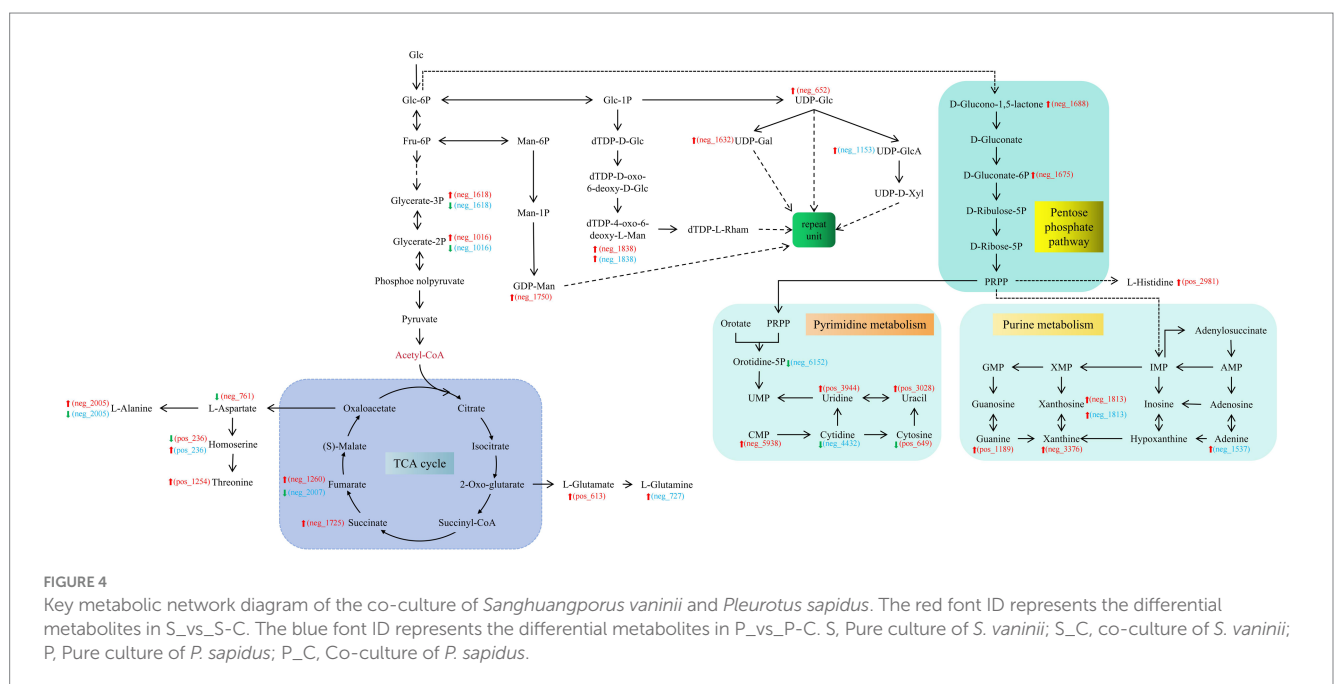 Glc
Glc-6P
Glc-1P
(neg_652)
UDP-Glc
D-Glucono-1,5-lactone (neg_1688)
Fru-6P
Man-6P
dTDP-D-Glc
(neg_1632) UDP-Gal
(neg_1153) UDP-GlcA
D-Gluconate
dTDP-D-oxo-
6-deoxy-D-Glc
D-Gluconate-6P (neg_1675)
Glycerate-3P (neg_1618)
(neg_1618)
UDP-D-Xyl
Man-1P
D-Ribulose-5P
Pentose
phosphate
pathway
dTDP-4-oxo-6-
deoxy-L-Man
dTDP-L-Rham
repeat
unit
Glycerate-2P (neg_1016)
(neg_1016)
(neg_1838)
(neg_1838)
D-Ribose-5P
Phosphoe nolpyruvate
GDP-Man
(neg_1750)
PRPP
L-Histidine (pos_2981)
Pyruvate
Orotate PRPP
Pyrimidine metabolism
Purine metabolism
Adenylosuccinate
Acetyl-CoA
Orotidine-5P (neg_6152)
GMP XMP IMP AMP
(neg_2005) L-Alanine
(neg_2005)
(neg_761)
L-Aspartate
Oxaloacetate
Citrate
UMP
(pos_3944)
Uridine
(pos_3028)
Uracil
Guanosine
Xanthosine (neg_1813)
(neg_1813)
Inosine
Adenosine
(pos_236)
(pos_236) Homoserine
(S)-Malate
Isocitrate
TCA cycle
CMP
(neg_5938)
Cytidine
(neg_4432)
Cytosine
(pos_649)
Guanine
(pos_1189)
Xanthine
(neg_3376)
Hypoxanthine
Adenine
(neg_1537)
(pos_1254) Threonine
(neg_1260)
(neg_2007) Fumarate
2-Oxo-glutarate
L-Glutamate
(pos_613)
L-Glutamine
(neg_727)
(neg_1725) Succinate
Succinyl-CoA
FIGURE 4
Key metabolic network diagram of the co-culture of Sanghuangporus vaninii and Pleurotus sapidus. The red font ID represents the differential
metabolites in S_vs_S-C. The blue font ID represents the differential metabolites in P_vs_P-C. S, Pure culture of S. vaninii; S_C, co-culture of S. vaninii;
P, Pure culture of P. sapidus; P_C, Co-culture of P. sapidus.